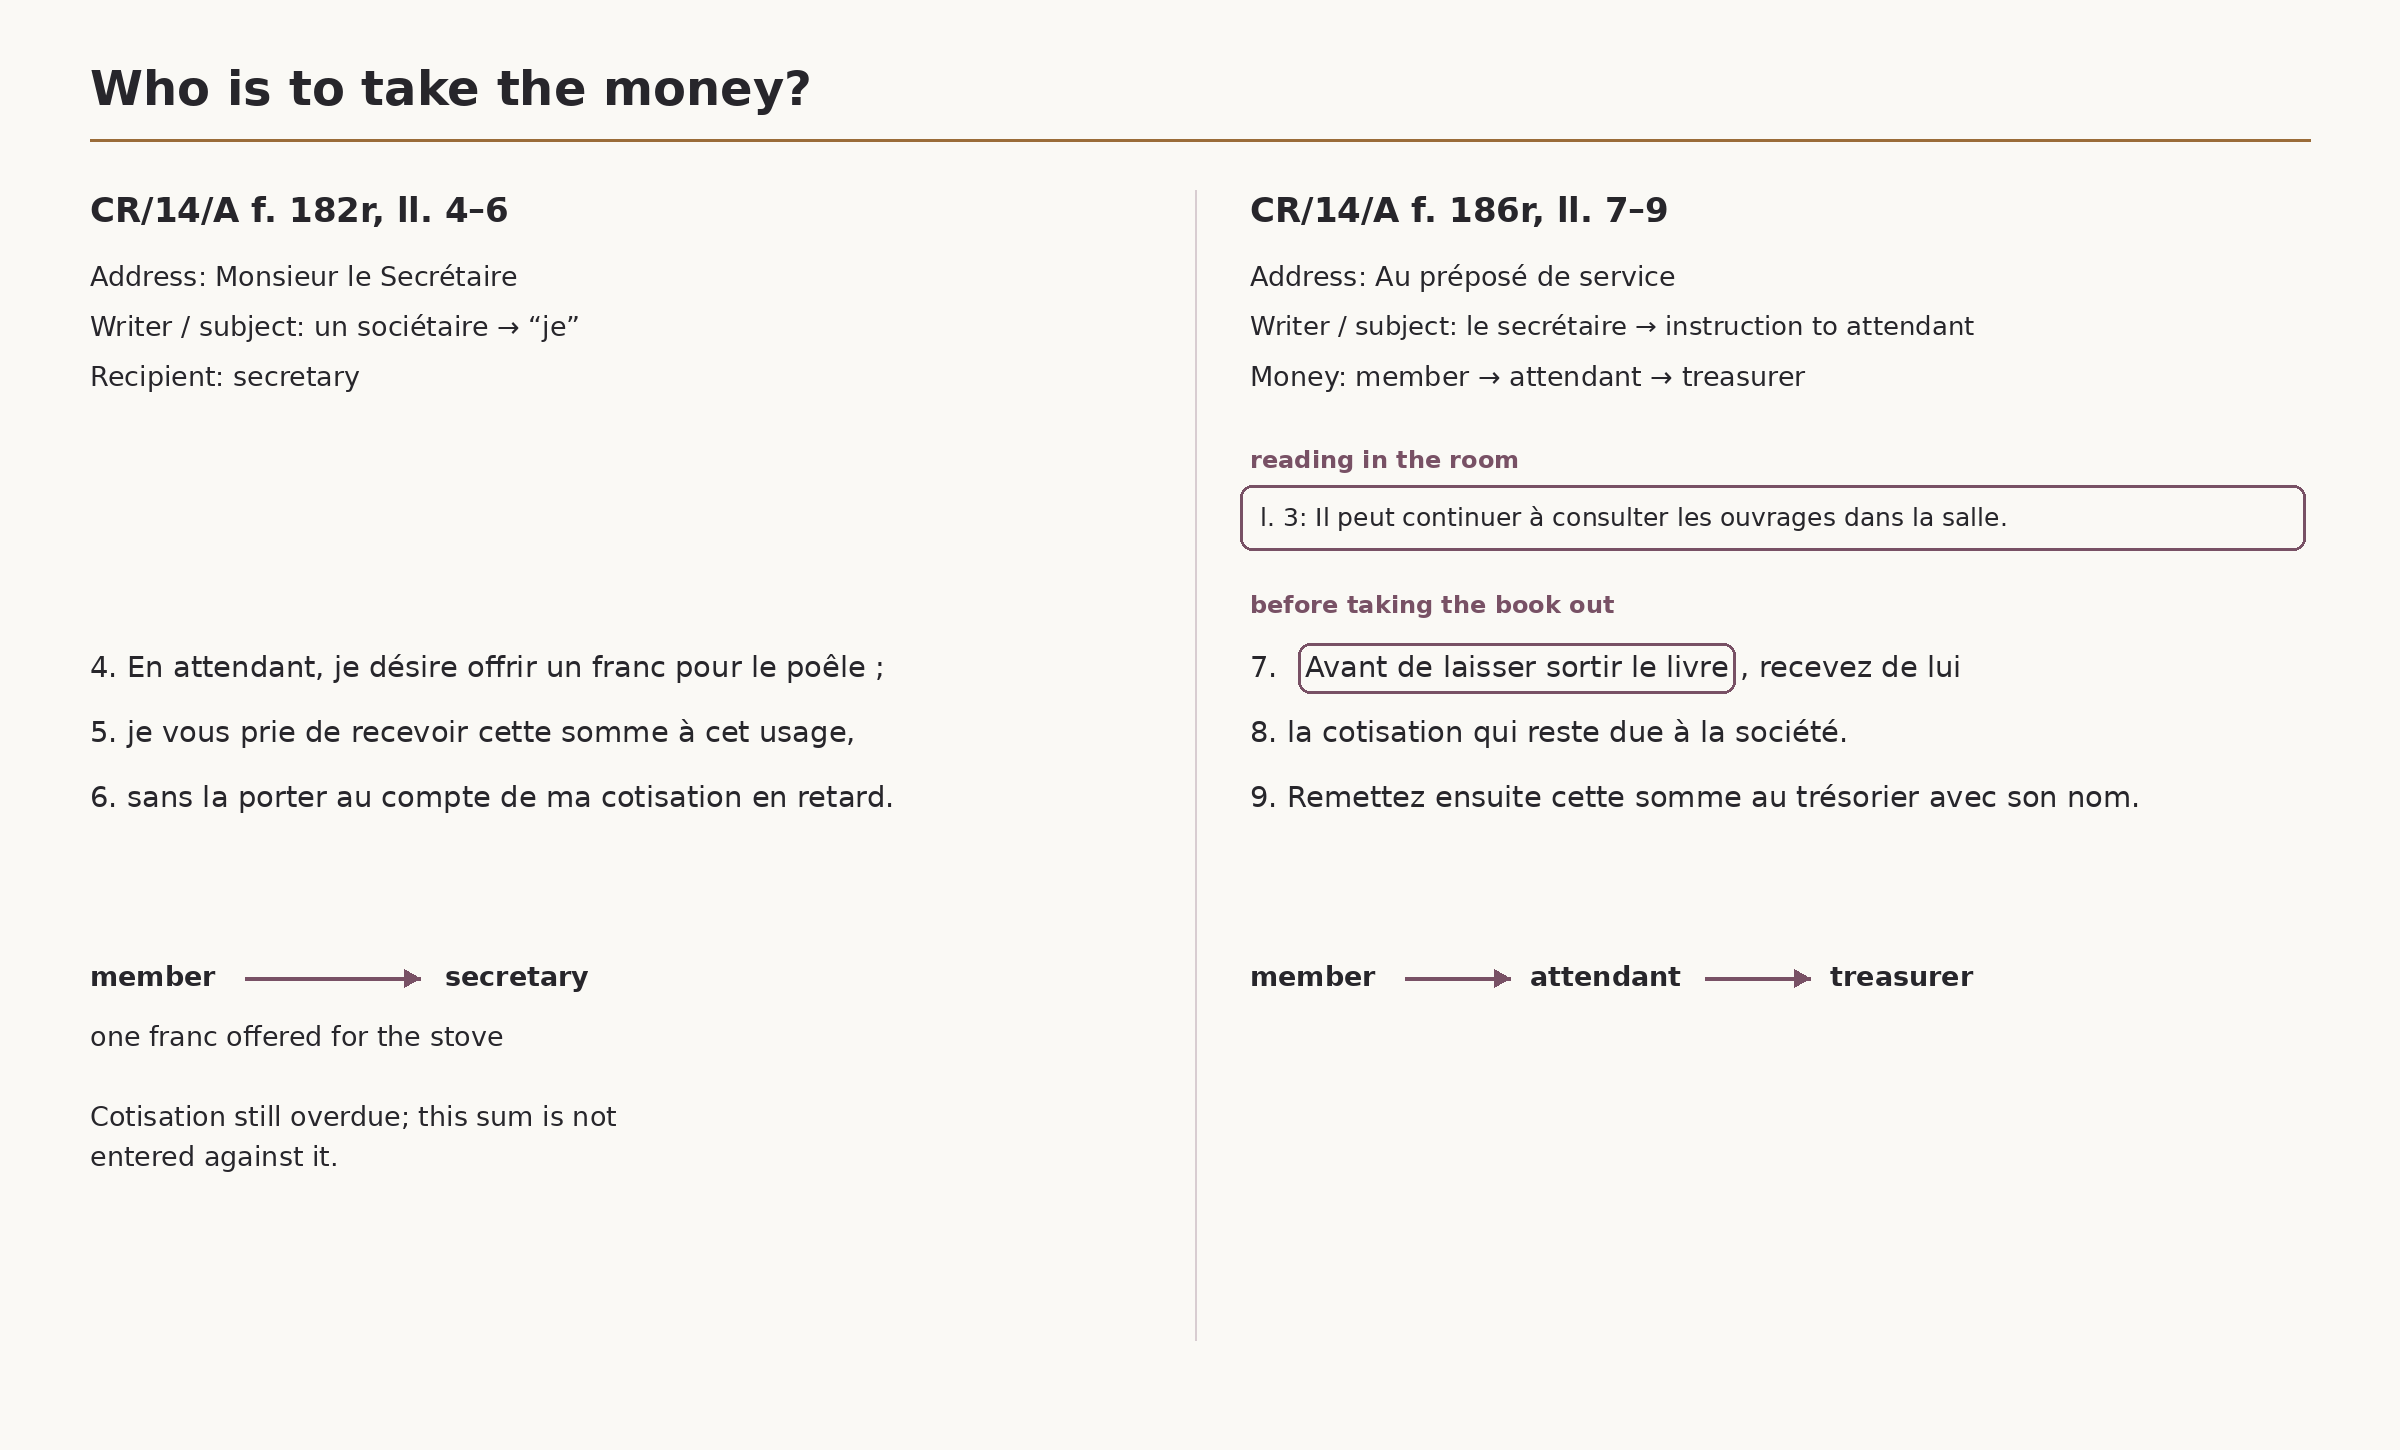 Who is to take the money?
CR/14/A f. 182r, ll. 4–6
Address: Monsieur le Secrétaire
Writer / subject: un sociétaire → “je”
Recipient: secretary
4. En attendant, je désire offrir un franc pour le poêle ;
5. je vous prie de recevoir cette somme à cet usage,
6. sans la porter au compte de ma cotisation en retard.
member → secretary
one franc offered for the stove
Cotisation still overdue; this sum is not
entered against it.
CR/14/A f. 186r, ll. 7–9
Address: Au préposé de service
Writer / subject: le secrétaire → instruction to attendant
Money: member → attendant → treasurer
reading in the room
l. 3: Il peut continuer à consulter les ouvrages dans la salle.
before taking the book out
7. Avant de laisser sortir le livre, recevez de lui
8. la cotisation qui reste due à la société.
9. Remettez ensuite cette somme au trésorier avec son nom.
member → attendant → treasurer